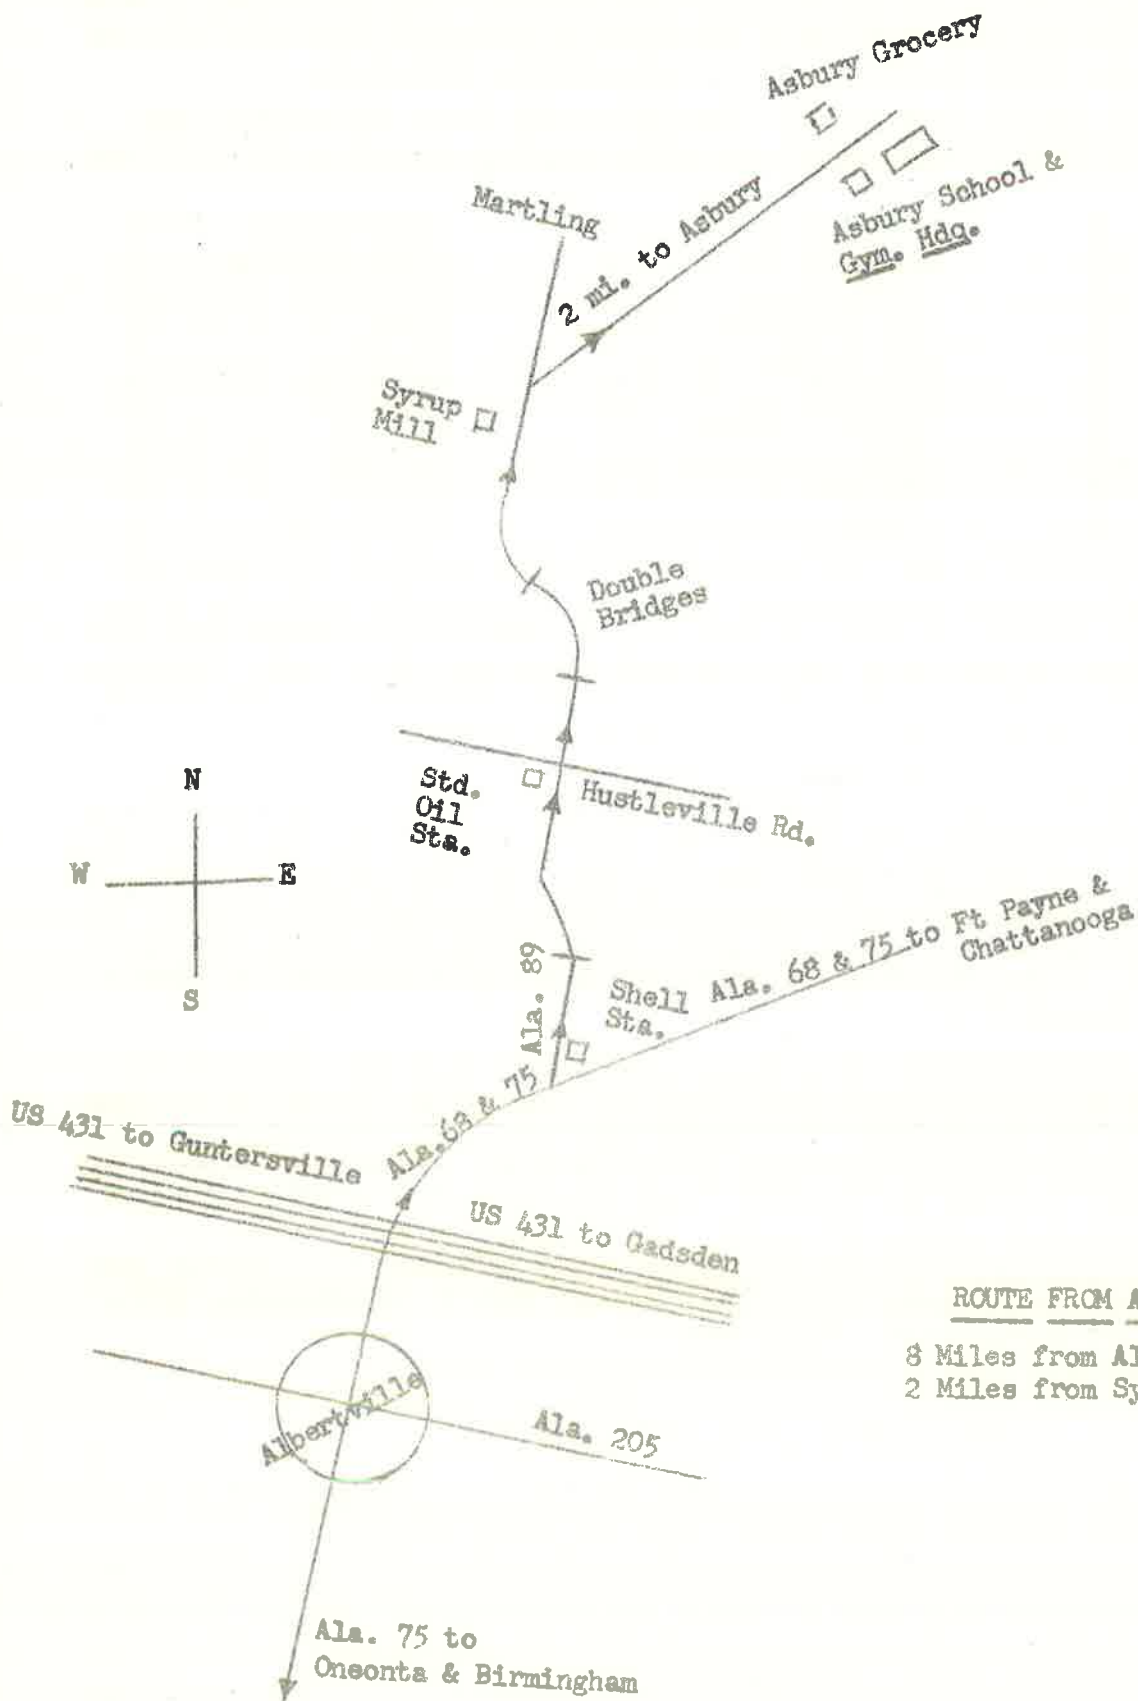 Asbury Grocery
Martling
2 mi. to Asbury
Asbury School &
Gym. Hdq.
Syrup
Mill
Double
Bridges
N
Std.
Oil
Sta.
Hustleville Rd.
W
E
S
Ala. 89
Shell
Sta.
Ala. 68 & 75 to Ft Payne &
Chattanooga
Ala. 68 & 75
US 431 to Guntersville
US 431 to Gadsden
ROUTE FROM
8 Miles from
2 Miles from
Albertville
Ala. 205
Ala. 75 to
Oneonta & Birmingham